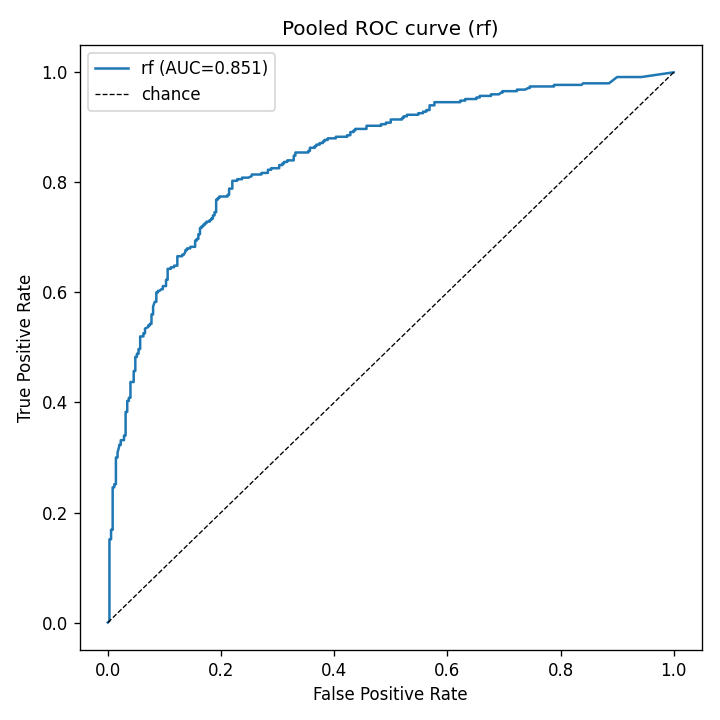 Pooled ROC curve (rf)
rf (AUC=0.851)
chance
True Positive Rate
1.0
0.8
0.6
0.4
0.2
0.0
0.0 0.2 0.4 0.6 0.8 1.0
False Positive Rate